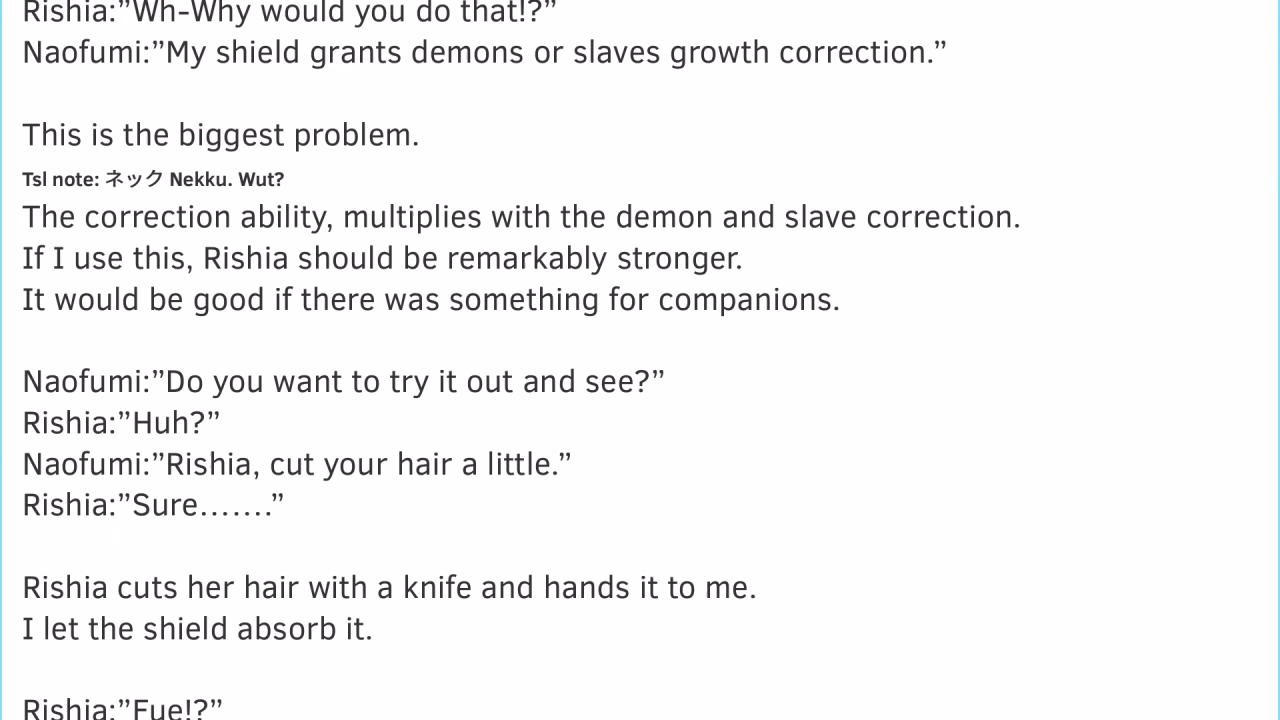 Rishia:”Wh-Why would you do that!?”
Naofumi:”My shield grants demons or slaves growth correction.”
This is the biggest problem.
Tsl note: ネック Nekku. Wut?
The correction ability, multiplies with the demon and slave correction.
If I use this, Rishia should be remarkably stronger.
It would be good if there was something for companions.
Naofumi:”Do you want to try it out and see?”
Rishia:”Huh?”
Naofumi:”Rishia, cut your hair a little.”
Rishia:”Sure…….”
Rishia cuts her hair with a knife and hands it to me.
I let the shield absorb it.
Rishia:”Fue!?”